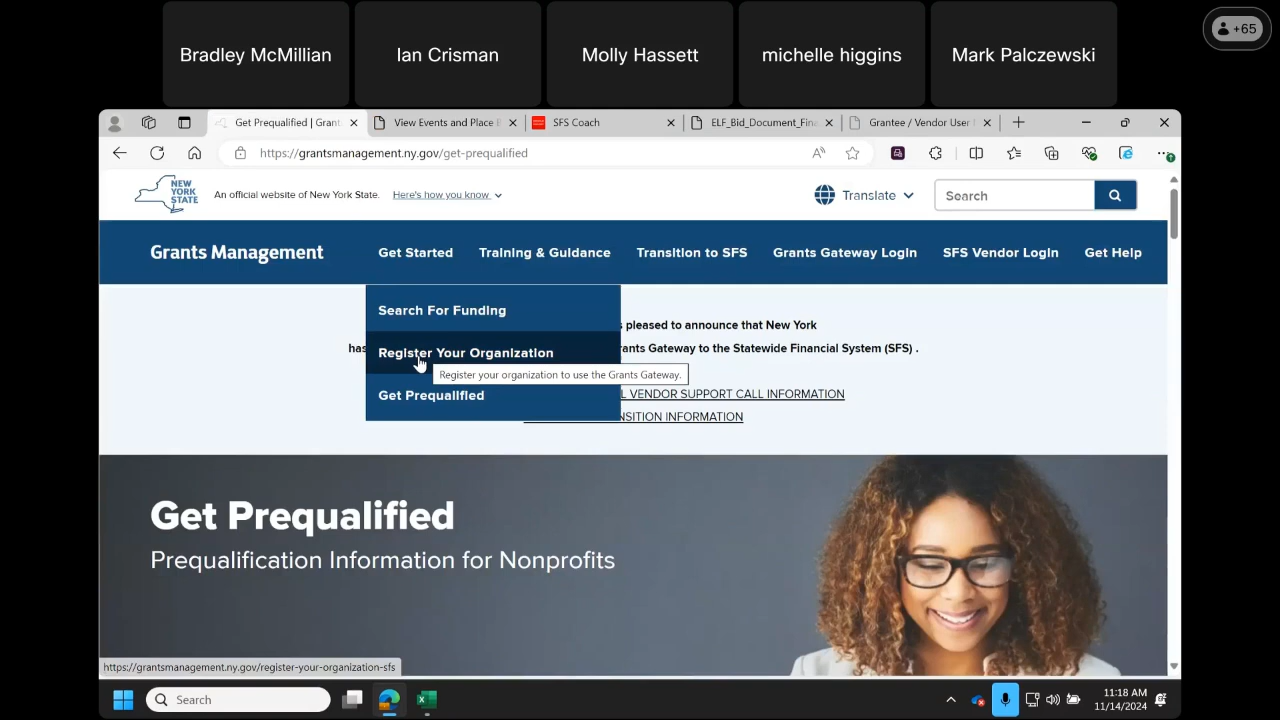 Bradley McMillian
Ian Crisman
Molly Hassett
michelle higgins
Mark Palczewski
+65
Get Prequalified | Grant
View Events and Place
SFS Coach
ELF_Bid_Document_Fin
Grantee / Vendor User
https://grantsmanagement.ny.gov/get-prequalified
NEW YORK STATE
An official website of New York State.
Here's how you know
Translate
Search
Grants Management
Get Started
Training & Guidance
Transition to SFS
Grants Gateway Login
SFS Vendor Login
Get Help
Search For Funding
Register Your Organization
Register your organization to use the Grants Gateway.
Get Prequalified
s pleased to announce that New York
has
rants Gateway to the Statewide Financial System (SFS) .
L VENDOR SUPPORT CALL INFORMATION
NSITION INFORMATION
Get Prequalified
Prequalification Information for Nonprofits
https://grantsmanagement.ny.gov/register-your-organization-sfs
Search
11:18 AM
11/14/2024